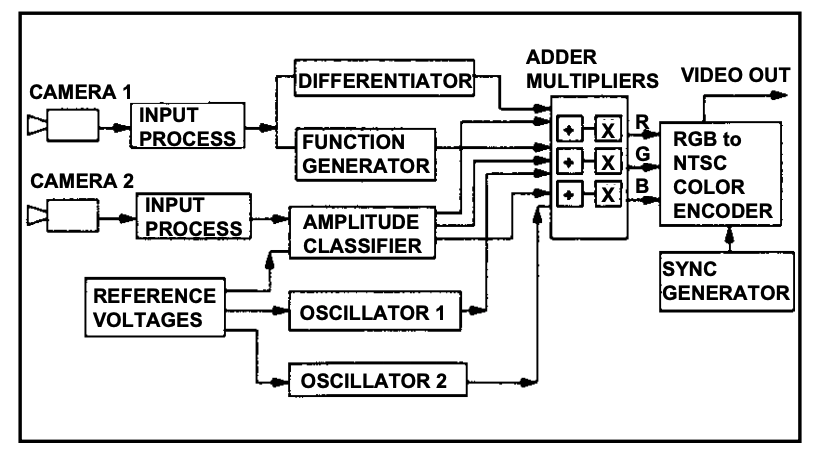 ADDER
MULTIPLIERS
VIDEO OUT
DIFFERENTIATOR
CAMERA 1
INPUT
PROCESS
FUNCTION
GENERATOR
+ X
R
+ X
G
+ X
B
RGB to
NTSC
COLOR
ENCODER
CAMERA 2
INPUT
PROCESS
AMPLITUDE
CLASSIFIER
SYNC
GENERATOR
REFERENCE
VOLTAGES
OSCILLATOR 1
OSCILLATOR 2